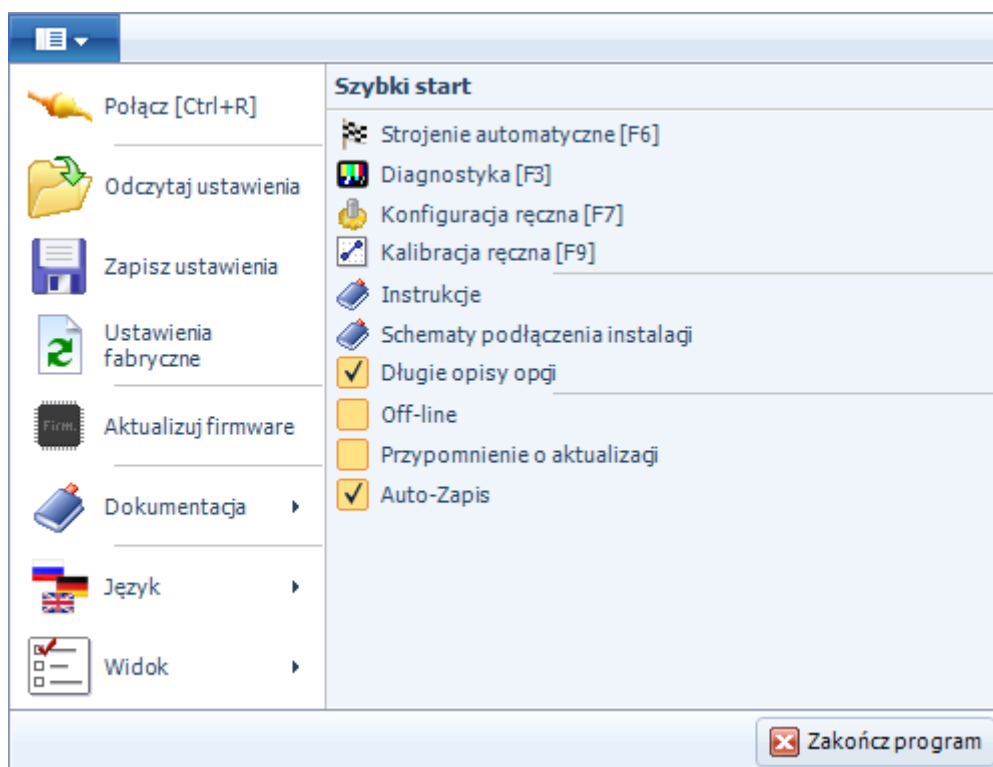 Połącz [Ctrl+R]
Odczytaj ustawienia
Zapisz ustawienia
Ustawienia
fabryczne
Firm.
Aktualizuj firmware
Dokumentacja
Język
Widok
Szybki start
Strojenie automatyczne [F6]
Diagnostyka [F3]
Konfiguracja ręczna [F7]
Kalibracja ręczna [F9]
Instrukcje
Schematy podłączenia instalacji
Długie opisy opcji
Off-line
Przypomnienie o aktualizacji
Auto-Zapis
Zakończ program